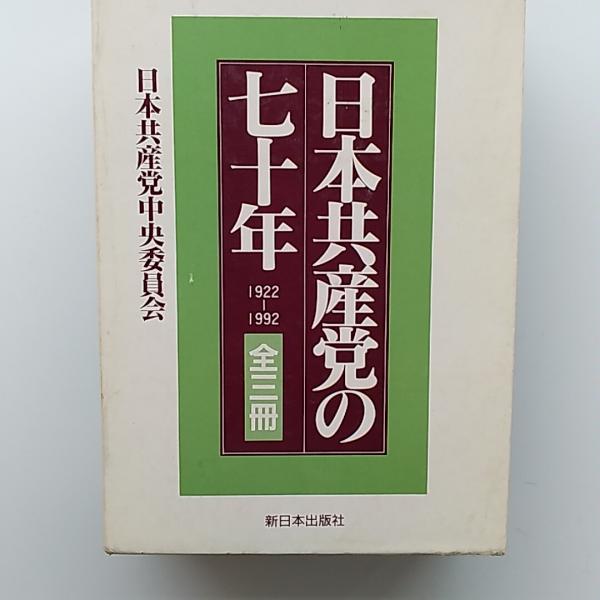 日本共産党の
七十年
1922
|
1992
全三冊
日本共産党中央委員会
新日本出版社